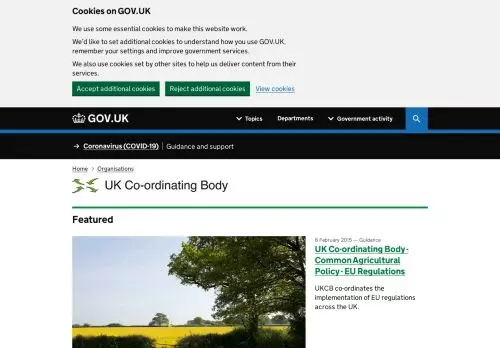 Cookies on GOV.UK
We use some essential cookies to make this website work.
We'd like to set additional cookies to understand how you use GOV.UK,
remember your settings and improve government services.
We also use cookies set by other sites to help us deliver content from their
services.
Accept additional cookies Reject additional cookies View cookies
GOV.UK Topics Departments Government activity
→ Coronavirus (COVID-19) Guidance and support
Home > Organisations
UK Co-ordinating Body
Featured
6 February 2015 — Guidance
UK Co-ordinating Body -
Common Agricultural
Policy - EU Regulations
UKCB co-ordinates the
implementation of EU regulations
across the UK.